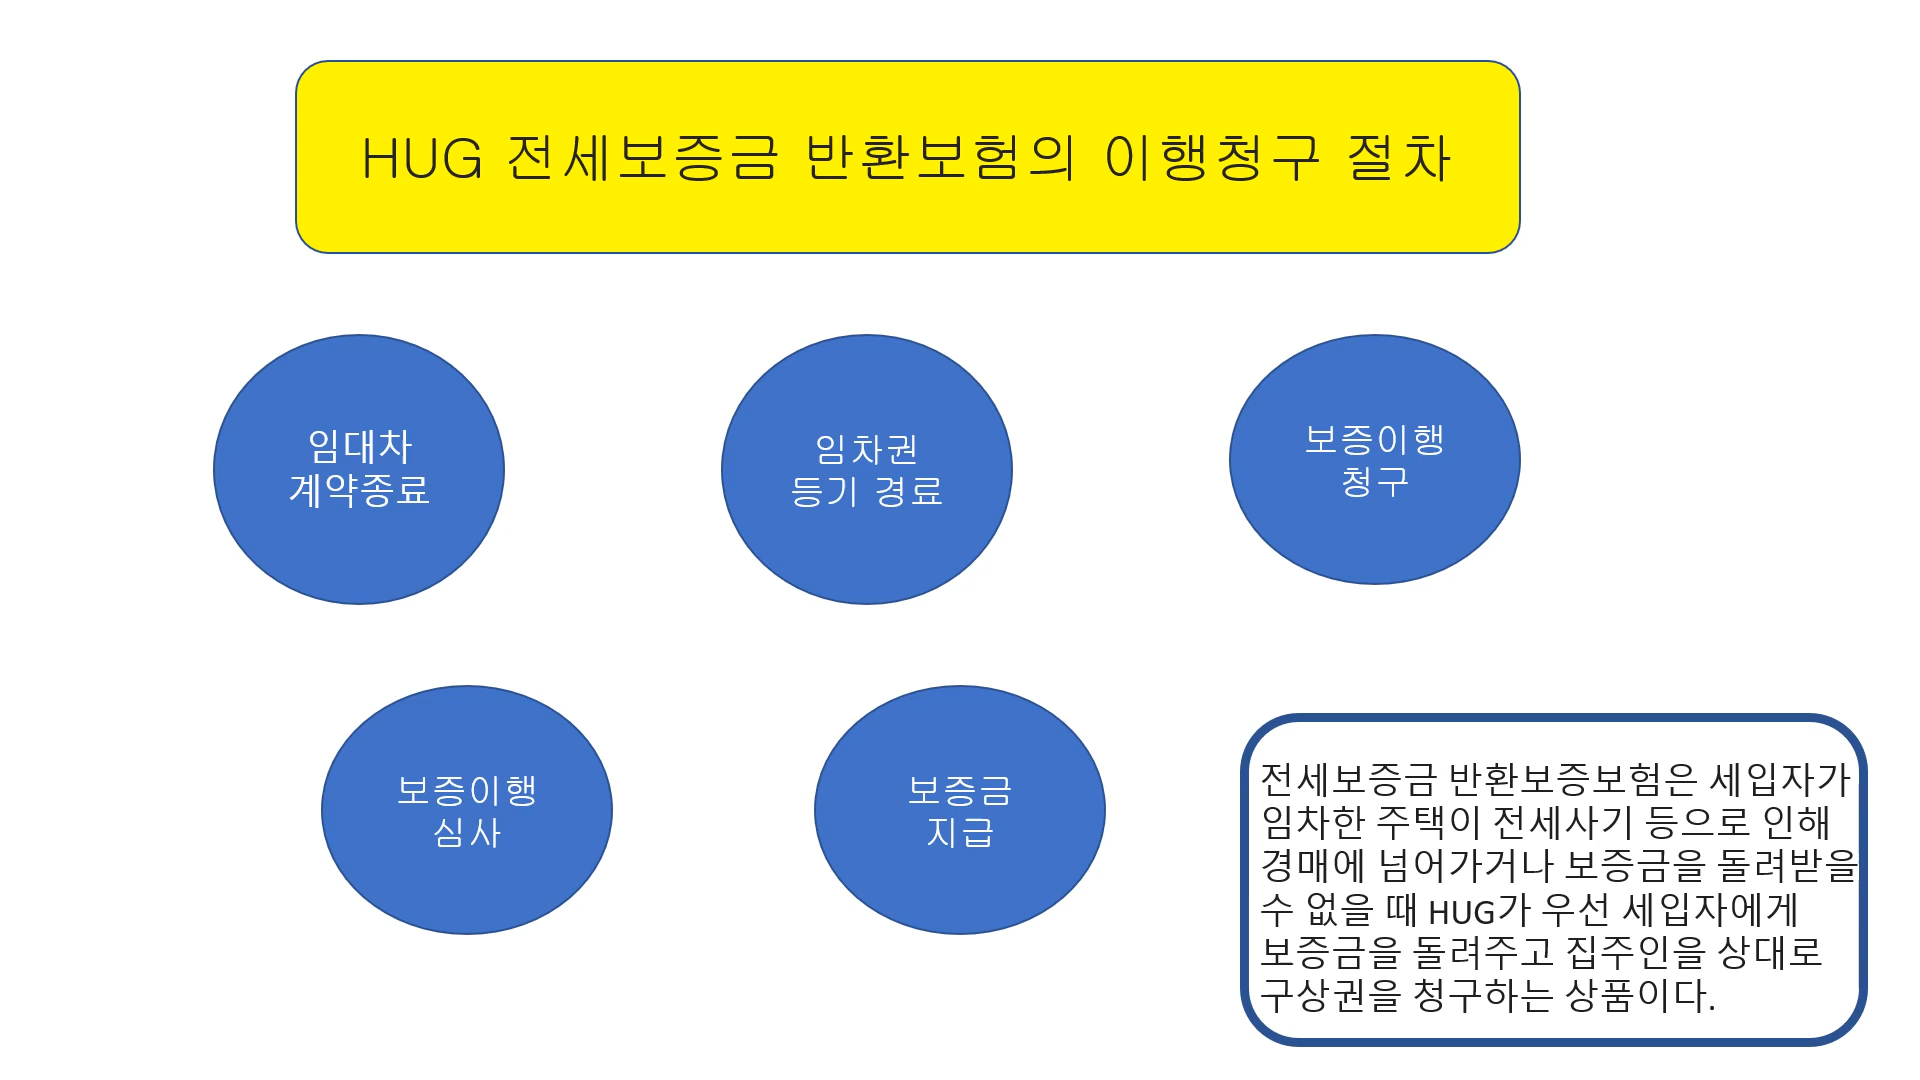 HUG 전세보증금 반환보험의 이행청구 절차
임대차
계약종료
임차권
등기 경료
보증이행
청구
보증이행
심사
보증금
지급
전세보증금 반환보증보험은 세입자가
임차한 주택이 전세사기 등으로 인해
경매에 넘어가거나 보증금을 돌려받을
수 없을 때 HUG가 우선 세입자에게
보증금을 돌려주고 집주인을 상대로
구상권을 청구하는 상품이다.